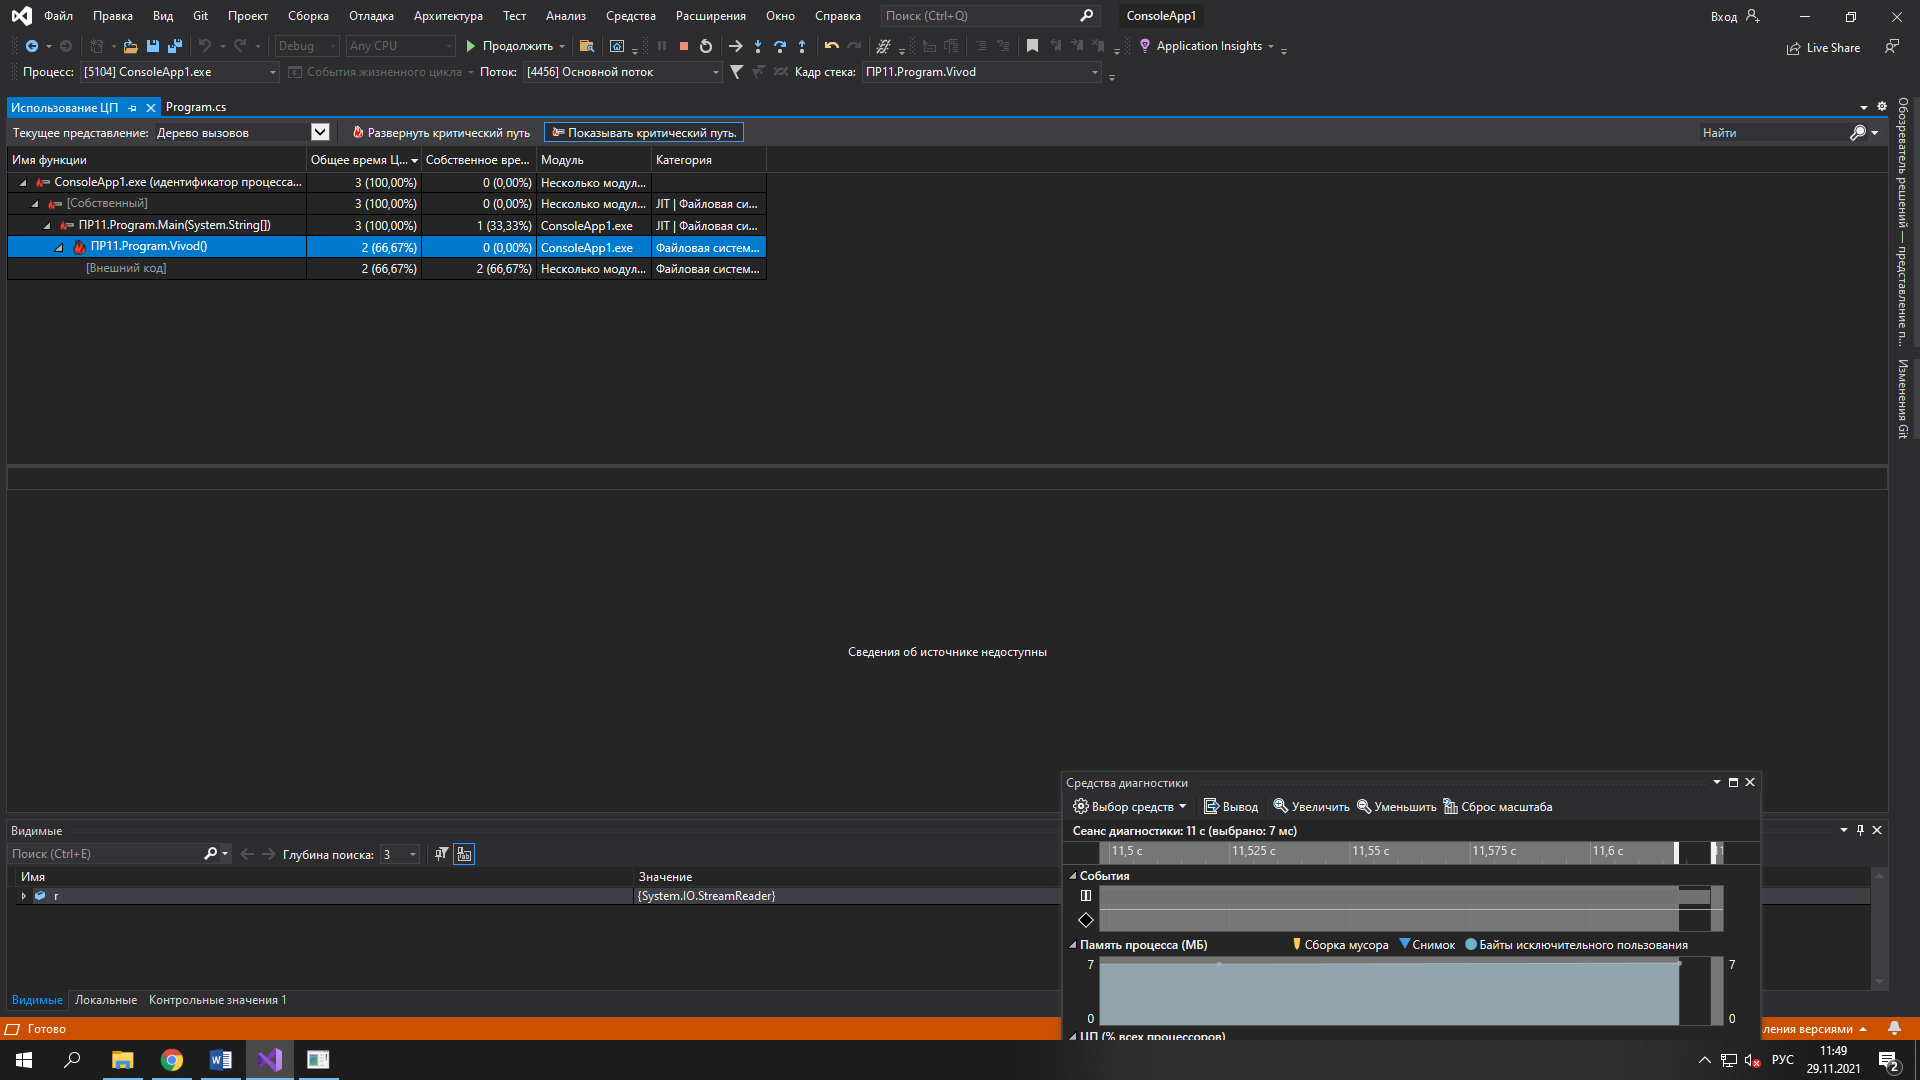 Файл Правка Вид Git Проект Сборка Отладка Архитектура Тест Анализ Средства Расширения Окно Справка Поиск (Ctrl+Q) ConsoleApp1 Вход
Debug Any CPU Продолжить Application Insights Live Share
Процесс: [5104] ConsoleApp1.exe События жизненного цикла Поток: [4456] Основной поток Кадр стека: ПР11.Program.Vivod
Использование ЦП Program.cs
Текущее представление: Дерево вызовов Развернуть критический путь Показывать критический путь. Найти
Имя функции Общее время Ц... Собственное вре... Модуль Категория
ConsoleApp1.exe (идентификатор процесса... 3 (100,00%) 0 (0,00%) Несколько модул...
[Собственный] 3 (100,00%) 0 (0,00%) Несколько модул... JIT | Файловая си...
ПР11.Program.Main(System.String[]) 3 (100,00%) 1 (33,33%) ConsoleApp1.exe JIT | Файловая си...
ПР11.Program.Vivod() 2 (66,67%) 0 (0,00%) ConsoleApp1.exe Файловая систем...
[Внешний код] 2 (66,67%) 2 (66,67%) Несколько модул... Файловая систем...
Обозреватель решений — представление п...
Изменения Git
Сведения об источнике недоступны
Средства диагностики
Выбор средств Вывод Увеличить Уменьшить Сброс масштаба
Сеанс диагностики: 11 с (выбрано: 7 мс)
11,5 с 11,525 с 11,55 с 11,575 с 11,6 с
События
Память процесса (МБ) Сборка мусора Снимок Байты исключительного пользования
7 7
0 0
ЦП (% всех процессоров)
Видимые
Поиск (Ctrl+E) Глубина поиска: 3
Имя Значение
r {System.IO.StreamReader}
Видимые Локальные Контрольные значения 1
Готово ления версиями
РУС 11:49
29.11.2021 2